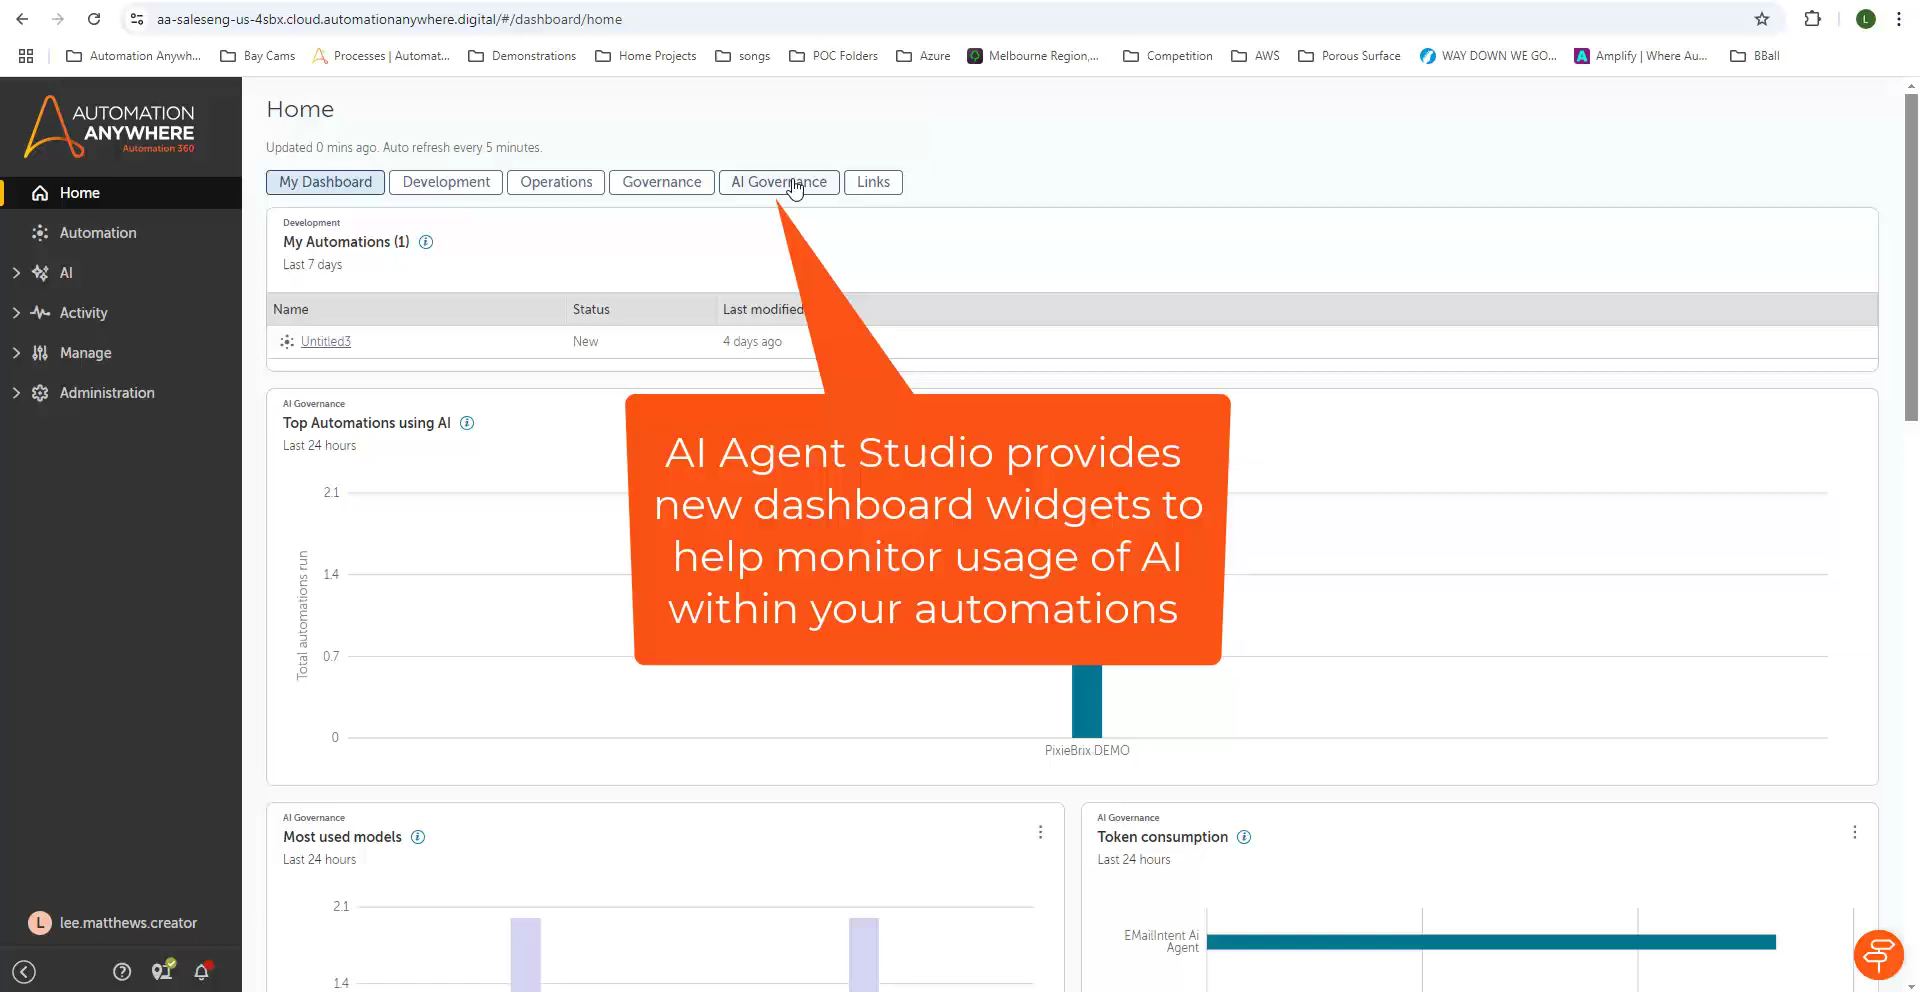 aa-saleseng-us-4sbx.cloud.automationanywhere.digital/#/dashboard/home
L
Automation Anywh...
Bay Cams
Processes | Automat...
Demonstrations
Home Projects
songs
POC Folders
Azure
Melbourne Region,...
Competition
AWS
Porous Surface
WAY DOWN WE GO...
Amplify | Where Au...
BBall
AUTOMATION
ANYWHERE
Automation 360
Home
Automation
AI
Activity
Manage
Administration
L lee.matthews.creator
Home
Updated 0 mins ago. Auto refresh every 5 minutes.
My Dashboard
Development
Operations
Governance
AI Governance
Links
Development
My Automations (1)
Last 7 days
Name Status Last modified
Untitled3 New 4 days ago
AI Governance
Top Automations using AI
Last 24 hours
2.1
1.4
0.7
0
Total automations run
PixieBrix DEMO
AI Agent Studio provides
new dashboard widgets to
help monitor usage of AI
within your automations
AI Governance
Most used models
Last 24 hours
2.1
1.4
AI Governance
Token consumption
Last 24 hours
EMailIntent Ai
Agent